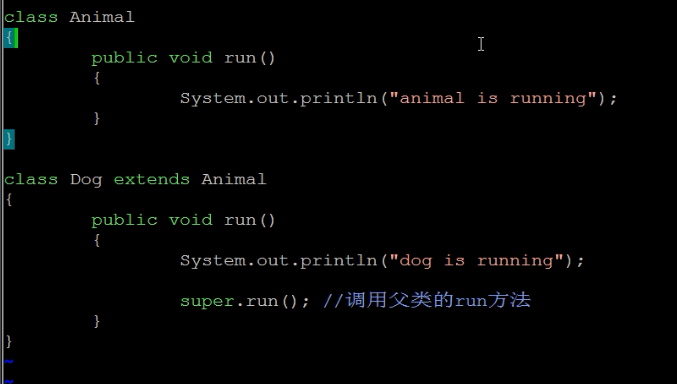 class Animal
{
        public void run()
        {
                System.out.println("animal is running");
        }
}

class Dog extends Animal
{
        public void run()
        {
                System.out.println("dog is running");

                super.run(); //调用父类的run方法
        }
}
~
~